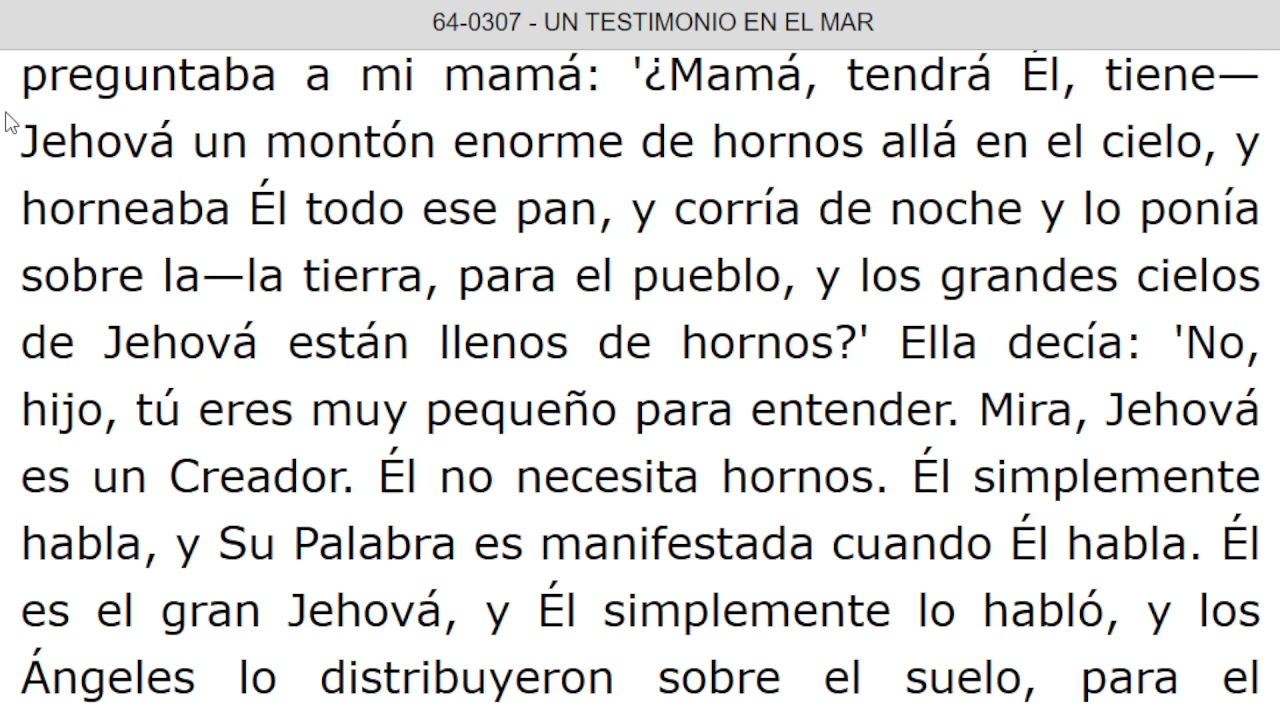 64-0307 - UN TESTIMONIO EN EL MAR
preguntaba a mi mamá: '¿Mamá, tendrá Él, tiene—
Jehová un montón enorme de hornos allá en el cielo, y
horneaba Él todo ese pan, y corría de noche y lo ponía
sobre la—la tierra, para el pueblo, y los grandes cielos
de Jehová están llenos de hornos?' Ella decía: 'No,
hijo, tú eres muy pequeño para entender. Mira, Jehová
es un Creador. Él no necesita hornos. Él simplemente
habla, y Su Palabra es manifestada cuando Él habla. Él
es el gran Jehová, y Él simplemente lo habló, y los
Ángeles lo distribuyeron sobre el suelo, para el